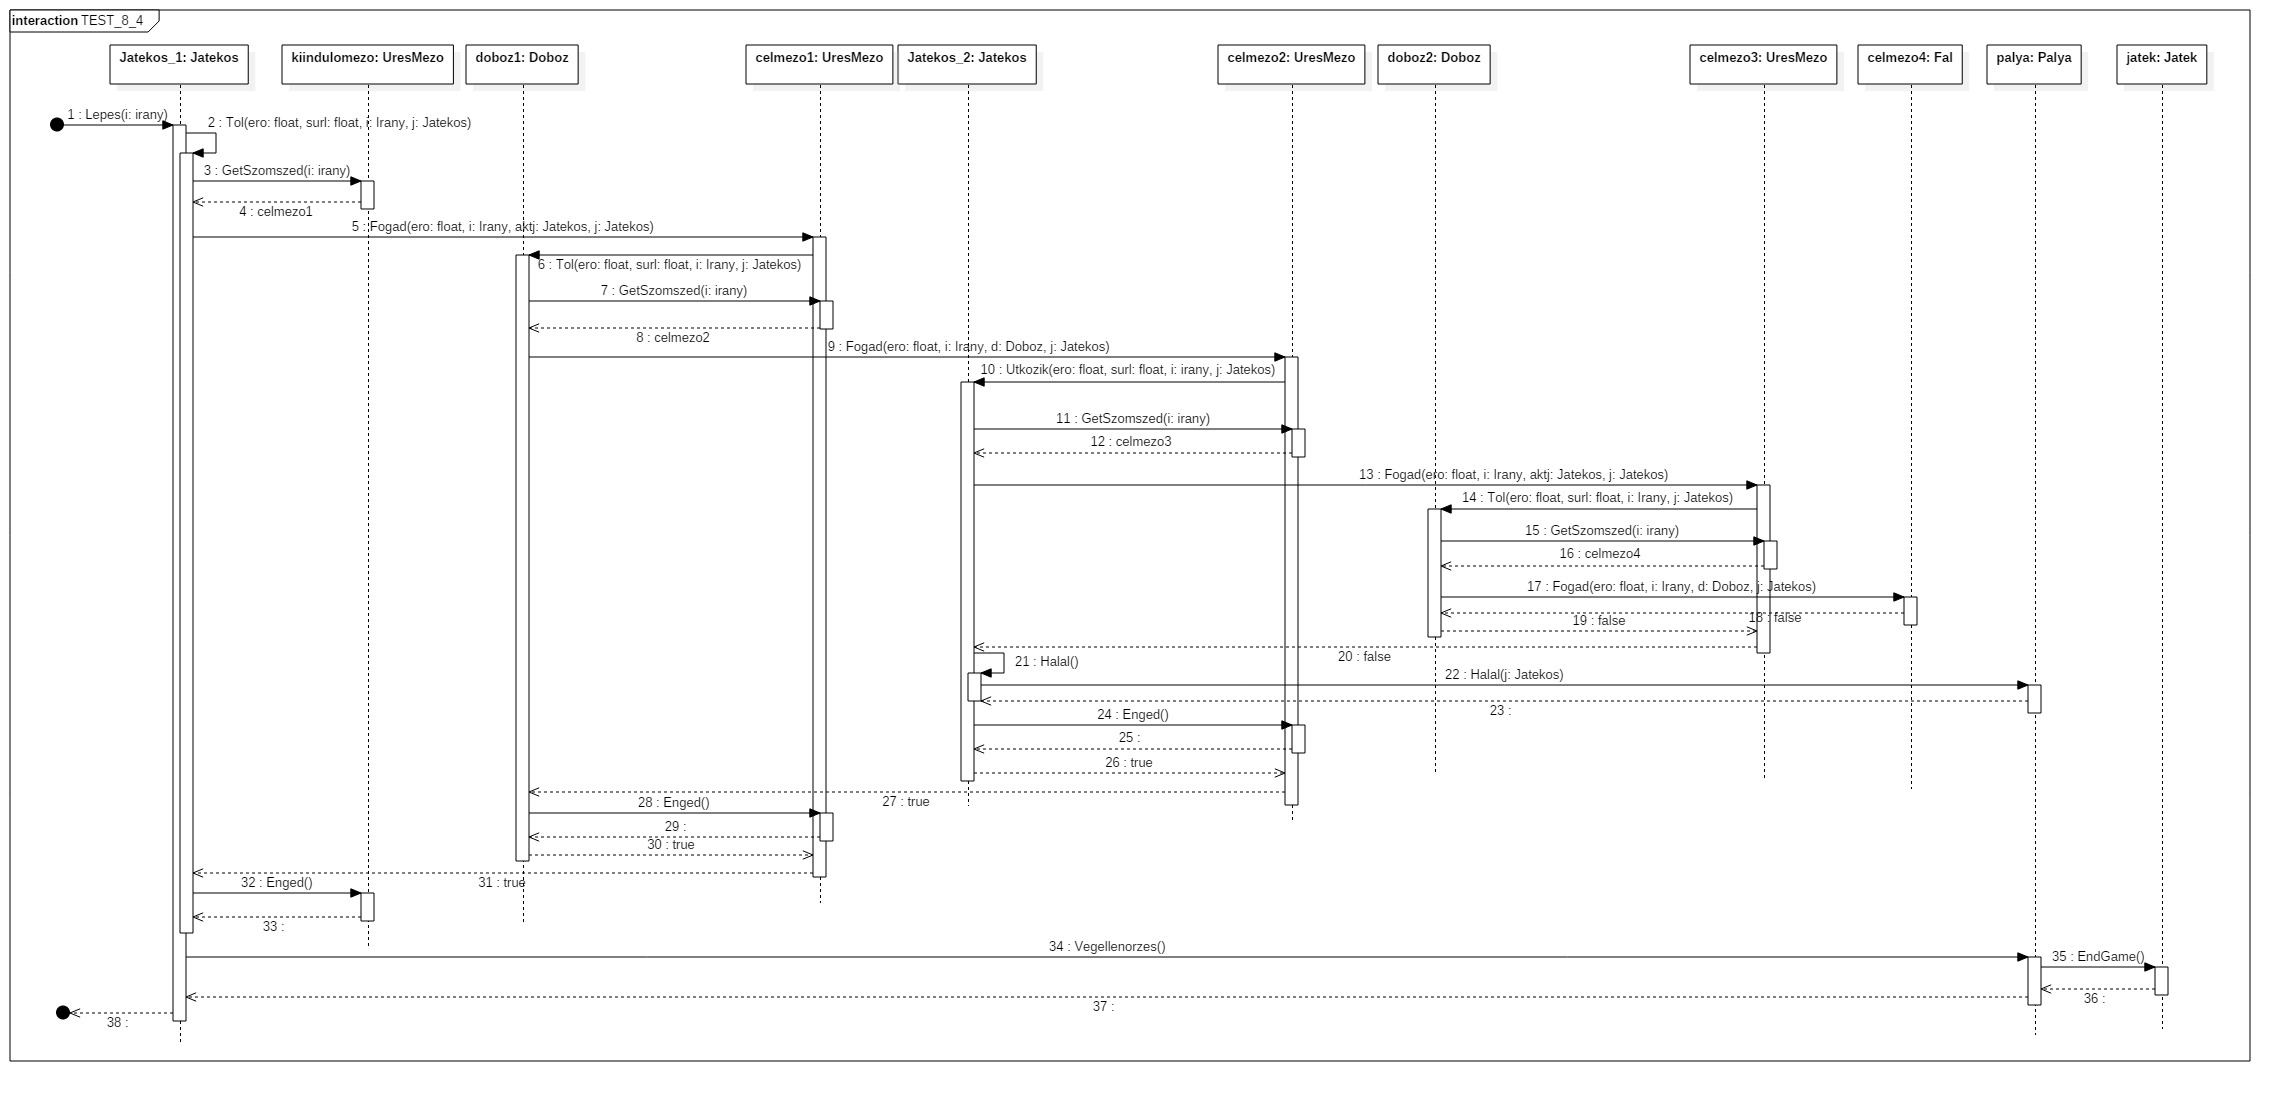 interaction TEST_8_4
Jatekos_1: Jatekos
kiindulomezo: UresMezo
doboz1: Doboz
celmezo1: UresMezo
Jatekos_2: Jatekos
celmezo2: UresMezo
doboz2: Doboz
celmezo3: UresMezo
celmezo4: Fal
palya: Palya
jatek: Jatek
1 : Lepes(i: irany)
2 : Tol(ero: float, surl: float, i: Irany, j: Jatekos)
3 : GetSzomszed(i: irany)
4 : celmezo1
5 : Fogad(ero: float, i: Irany, aktj: Jatekos, j: Jatekos)
6 : Tol(ero: float, surl: float, i: Irany, j: Jatekos)
7 : GetSzomszed(i: irany)
8 : celmezo2
9 : Fogad(ero: float, i: Irany, d: Doboz, j: Jatekos)
10 : Utkozik(ero: float, surl: float, i: irany, j: Jatekos)
11 : GetSzomszed(i: irany)
12 : celmezo3
13 : Fogad(ero: float, i: Irany, aktj: Jatekos, j: Jatekos)
14 : Tol(ero: float, surl: float, i: Irany, j: Jatekos)
15 : GetSzomszed(i: irany)
16 : celmezo4
17 : Fogad(ero: float, i: Irany, d: Doboz, j: Jatekos)
18 : false
19 : false
20 : false
21 : Halal()
22 : Halal(j: Jatekos)
23 :
24 : Enged()
25 :
26 : true
27 : true
28 : Enged()
29 :
30 : true
31 : true
32 : Enged()
33 :
34 : Vegellenorzes()
35 : EndGame()
36 :
37 :
38 :